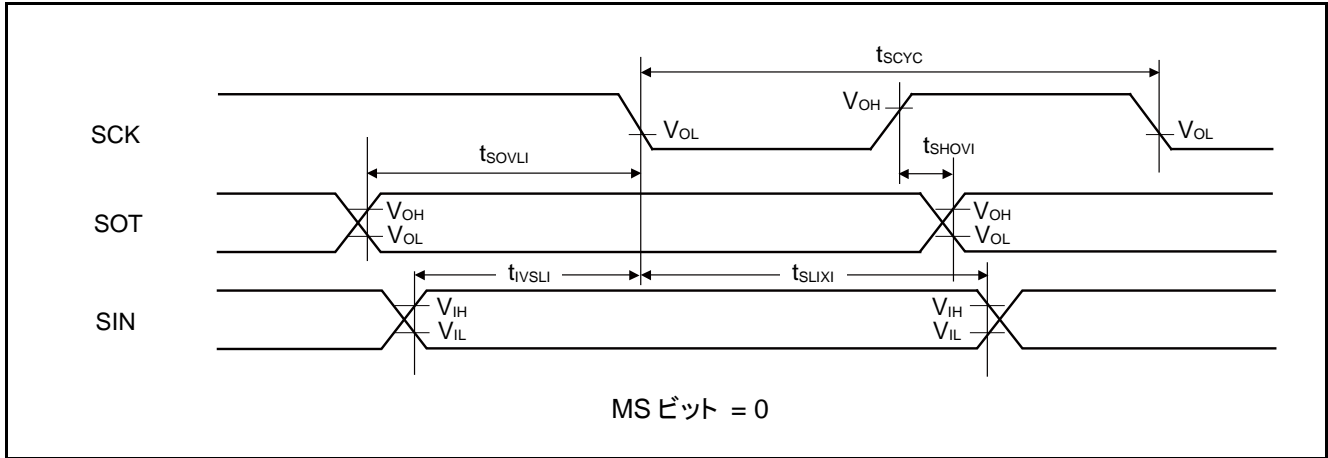 tSCYC
SCK
VOL
VOH
VOL
tSOVLI
tSHOVI
SOT
VOH
VOL
VOH
VOL
tIVSLI
tSLIXI
SIN
VIH
VIL
VIH
VIL
MS ビット = 0